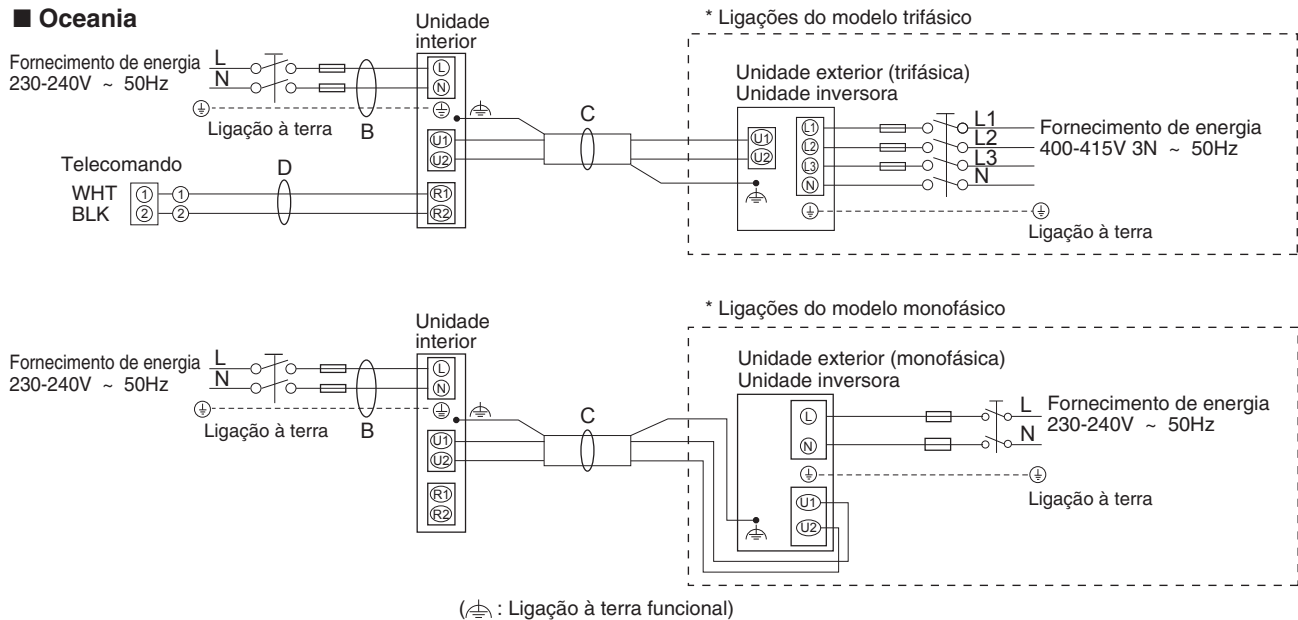 ■ Oceania
Unidade
interior
* Ligações do modelo trifásico
Fornecimento de energia
230-240V ~ 50Hz
L
N
Ligação à terra
B
L
N
U1
U2
R1
R2
Telecomando
WHT
BLK
1 1
2 2
D
C
Unidade exterior (trifásica)
Unidade inversora
U1
U2
L1
L2
L3
N
L1
L2
L3
N
Fornecimento de energia
400-415V 3N ~ 50Hz
Ligação à terra
Unidade
interior
* Ligações do modelo monofásico
Fornecimento de energia
230-240V ~ 50Hz
L
N
Ligação à terra
B
L
N
U1
U2
R1
R2
C
Unidade exterior (monofásica)
Unidade inversora
L
N
U1
U2
L
N
Fornecimento de energia
230-240V ~ 50Hz
Ligação à terra
( : Ligação à terra funcional)